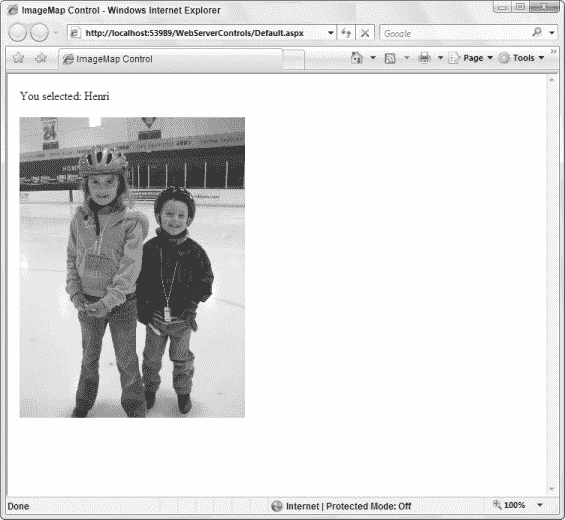 ImageMap Control - Windows Internet Explorer
http://localhost:53989/WebServerControls/Default.aspx
Google
ImageMap Control
Page
Tools
You selected: Henri
24
HOME
Done
Internet | Protected Mode: Off
100%